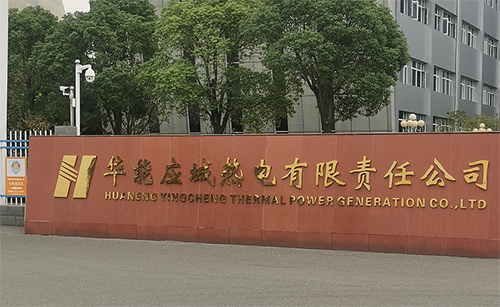 华能应城热电有限责任公司
HUANENG YINGCHENG THERMAL POWER GENERATION CO.,LTD